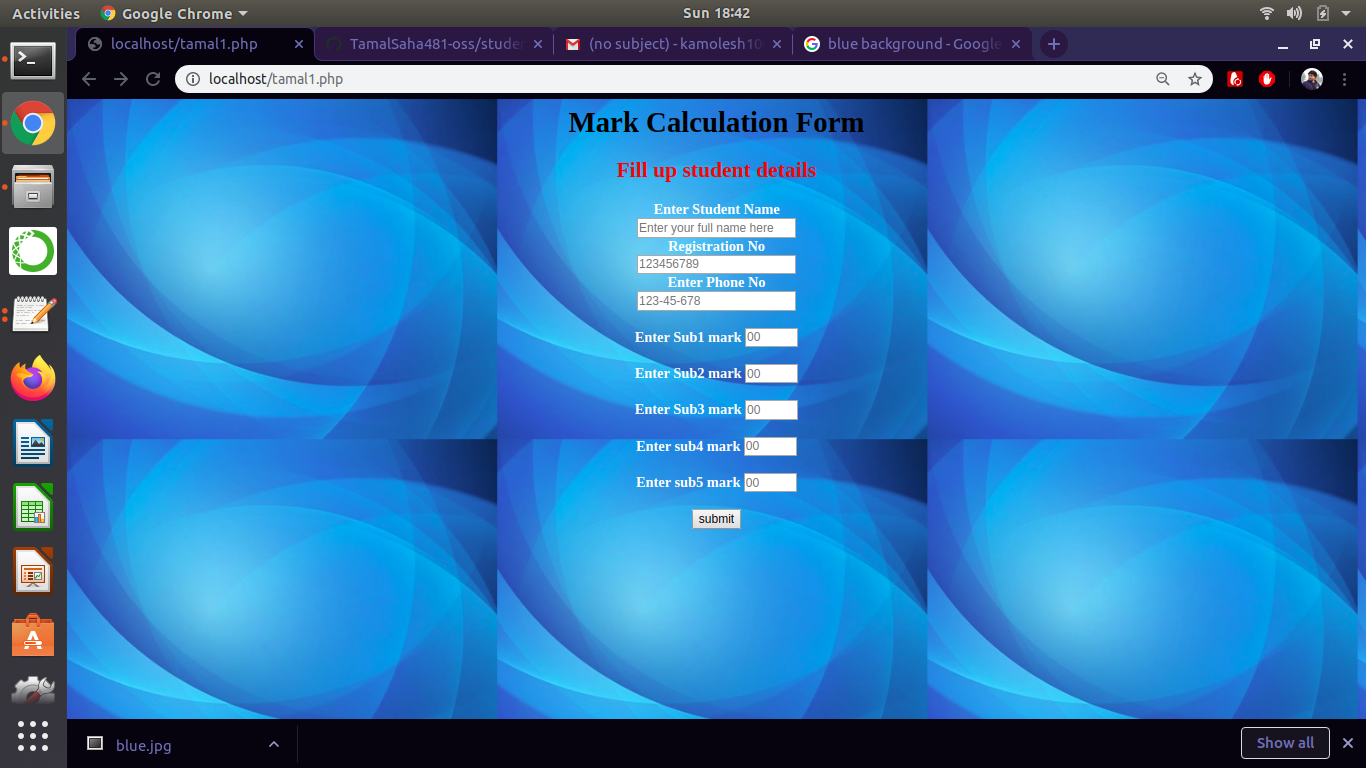 Activities Google Chrome Sun 18:42
localhost/tamal1.php TamalSaha481-oss/stude (no subject) - kamolesh10 blue background - Google
localhost/tamal1.php
Mark Calculation Form
Fill up student details
Enter Student Name
Enter your full name here
Registration No
123456789
Enter Phone No
123-45-678
Enter Sub1 mark 00
Enter Sub2 mark 00
Enter Sub3 mark 00
Enter sub4 mark 00
Enter sub5 mark 00
submit
blue.jpg Show all